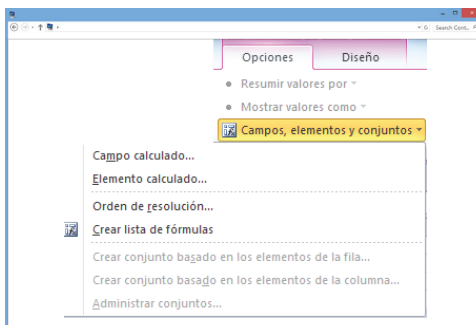 Search Cont...
Opciones Diseño
Resumir valores por
Mostrar valores como
Campos, elementos y conjuntos
Campo calculado...
Elemento calculado...
Orden de resolución...
Crear lista de fórmulas
Crear conjunto basado en los elementos de la fila...
Crear conjunto basado en los elementos de la columna...
Administrar conjuntos...